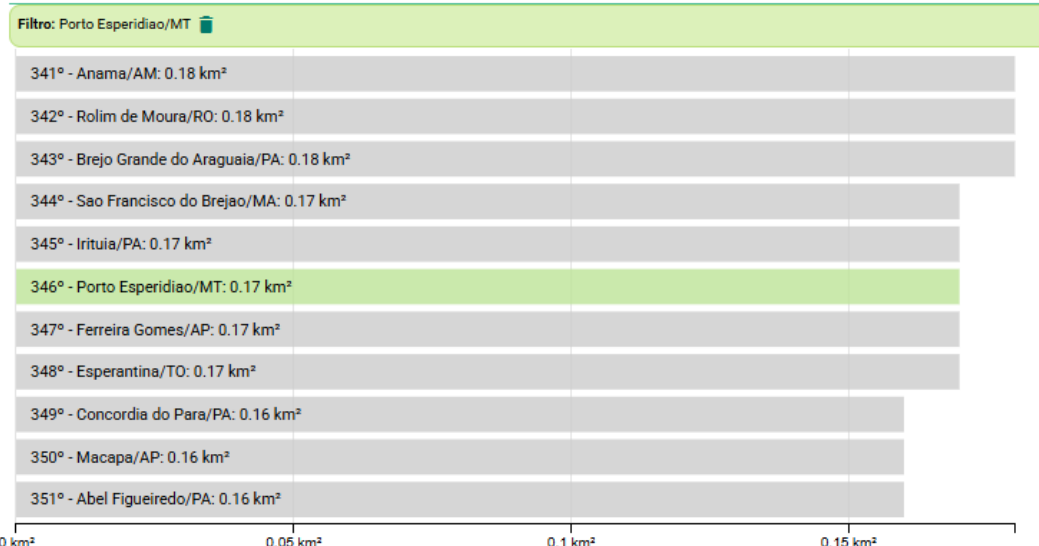 Filtro: Porto Esperidiao/MT
341º - Anama/AM: 0.18 km²
342º - Rolim de Moura/RO: 0.18 km²
343º - Brejo Grande do Araguaia/PA: 0.18 km²
344º - Sao Francisco do Brejao/MA: 0.17 km²
345º - Irituia/PA: 0.17 km²
346º - Porto Esperidiao/MT: 0.17 km²
347º - Ferreira Gomes/AP: 0.17 km²
348º - Esperantina/TO: 0.17 km²
349º - Concordia do Para/PA: 0.16 km²
350º - Macapa/AP: 0.16 km²
351º - Abel Figueiredo/PA: 0.16 km²
0 km² 0.05 km² 0.1 km² 0.15 km²